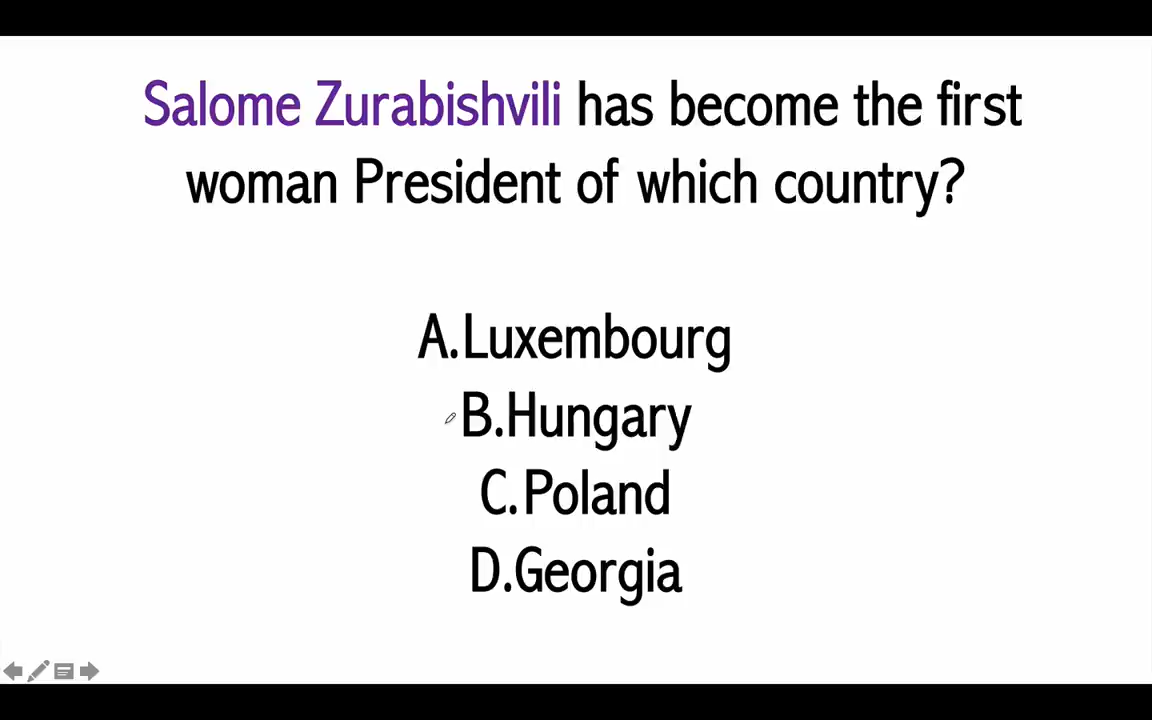 Salome Zurabishvili has become the first
woman President of which country?
A.Luxembourg
B.Hungary
C.Poland
D.Georgia